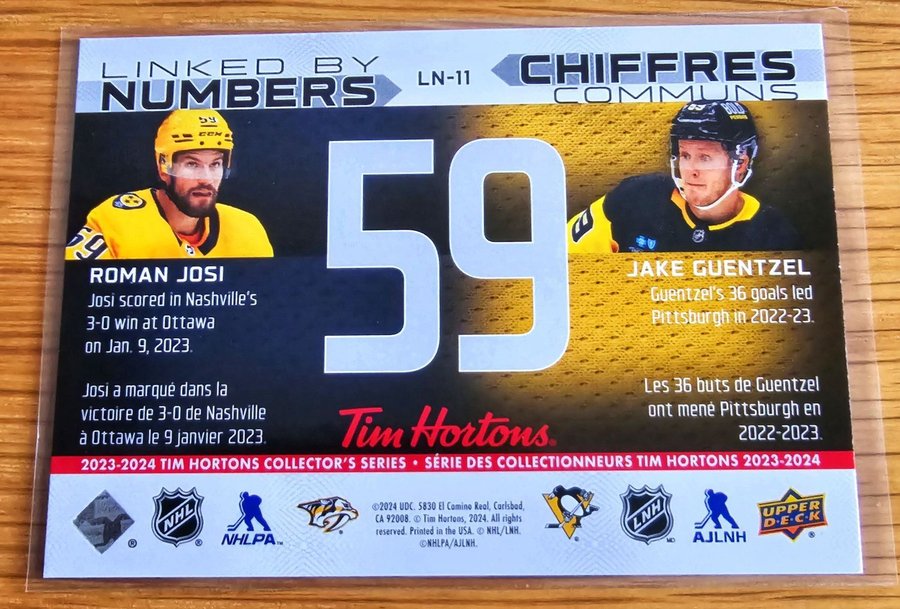 LINKED BY
NUMBERS
LN-11
CHIFFRES
COMMUNS
59
CCM
59
59
ROMAN JOSI
Josi scored in Nashville's
3-0 win at Ottawa
on Jan. 9, 2023.
Josi a marqué dans la
victoire de 3-0 de Nashville
à Ottawa le 9 janvier 2023.
JAKE GUENTZEL
Guentzel's 36 goals led
Pittsburgh in 2022-23.
Les 36 buts de Guentzel
ont mené Pittsburgh en
2022-2023.
Tim Hortons®
2023-2024 TIM HORTONS COLLECTOR'S SERIES • SÉRIE DES COLLECTIONNEURS TIM HORTONS 2023-2024
®
NHL
®
NHLPA™
©2024 UDC. 5830 El Camino Real, Carlsbad,
CA 92008. © Tim Hortons, 2024. All rights
reserved. Printed in the USA. © NHL/LNH.
©NHLPA/AJLNH.
LNH
MD
AJLNH
UPPER
D·E·C·K
®